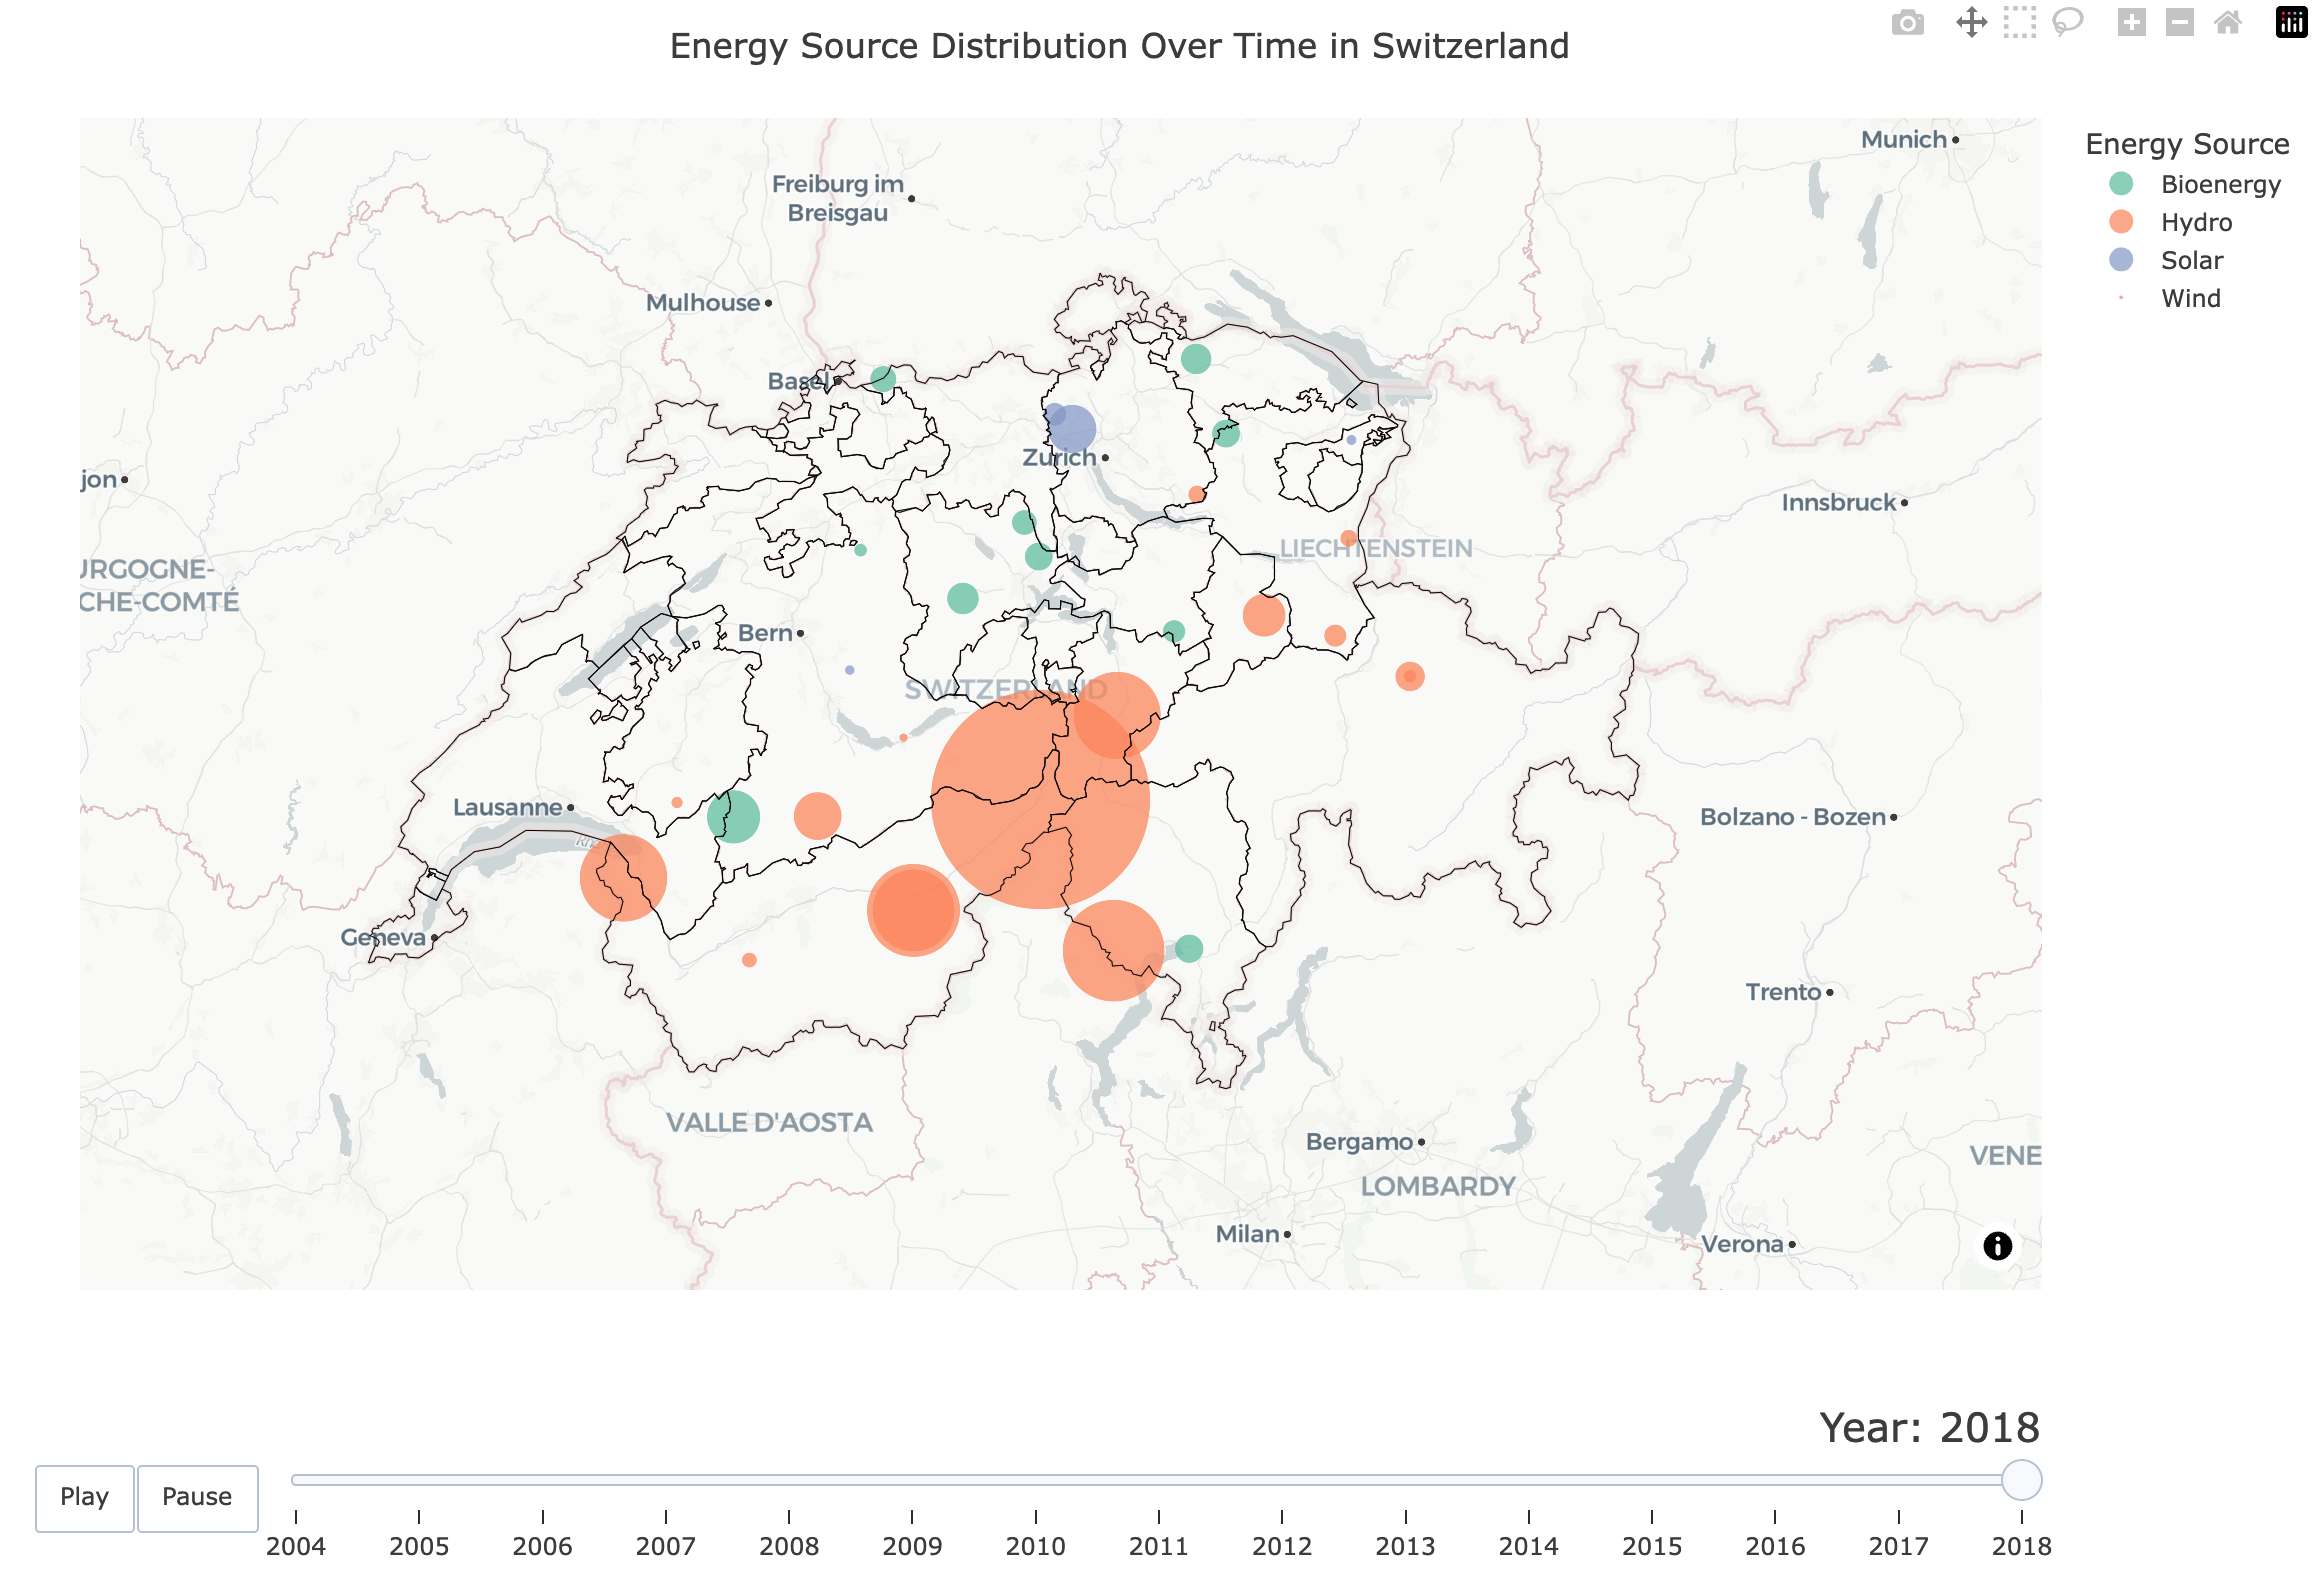 Energy Source Distribution Over Time in Switzerland
Munich
Energy Source
Bioenergy
Hydro
Solar
Wind
Freiburg im
Breisgau
Mulhouse
Basel
Zurich
jon
Innsbruck
LIECHTENSTEIN
URGOGNE-
CHE-COMTÉ
Bern
SWITZERLAND
Lausanne
Bolzano - Bozen
Geneva
Trento
VALLE D'AOSTA
Bergamo
VENE
LOMBARDY
Milan
Verona
Year: 2018
Play
Pause
2004 2005 2006 2007 2008 2009 2010 2011 2012 2013 2014 2015 2016 2017 2018